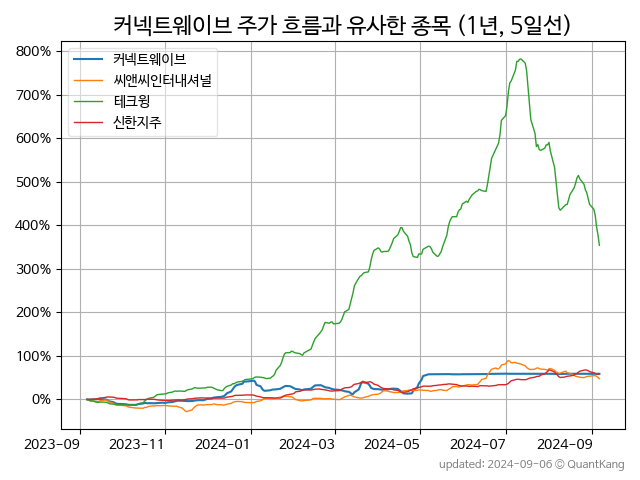 커넥트웨이브 주가 흐름과 유사한 종목 (1년, 5일선)
커넥트웨이브
씨앤씨인터내셔널
테크윙
신한지주
800%
700%
600%
500%
400%
300%
200%
100%
0%
2023-09 2023-11 2024-01 2024-03 2024-05 2024-07 2024-09
updated: 2024-09-06 © QuantKang